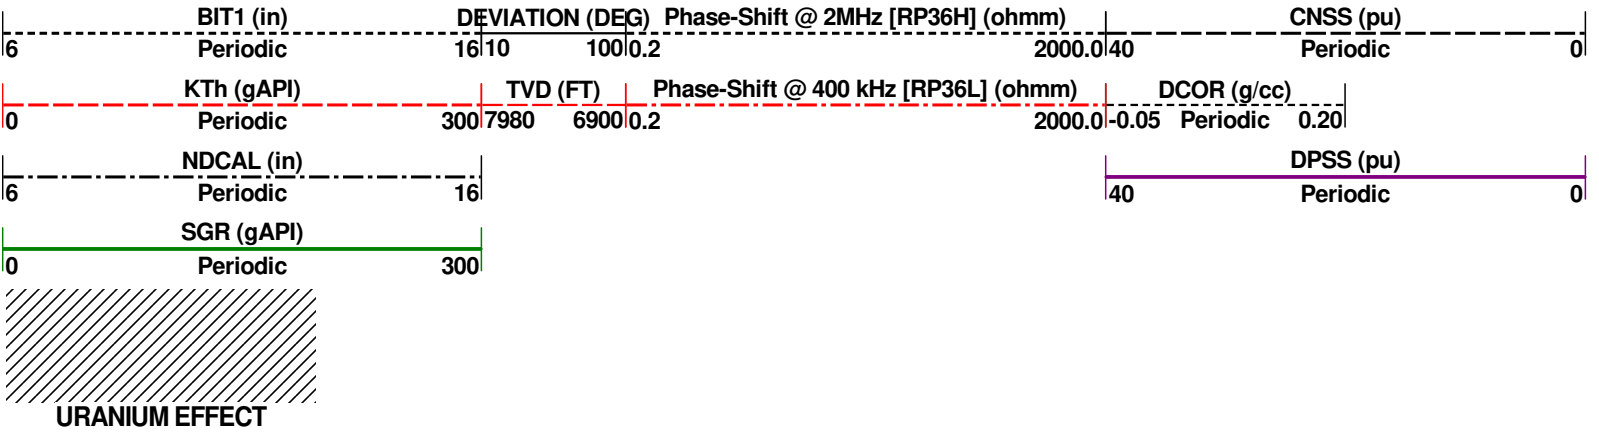 BIT1 (in) DEVIATION (DEG) Phase-Shift @ 2MHz [RP36H] (ohmm) CNSS (pu)
6 Periodic 16 10 100 0.2 2000.0 40 Periodic 0
KTh (gAPI) TVD (FT) Phase-Shift @ 400 kHz [RP36L] (ohmm) DCOR (g/cc)
0 Periodic 300 7980 6900 0.2 2000.0 -0.05 Periodic 0.20
NDCAL (in) DPSS (pu)
6 Periodic 16 40 Periodic 0
SGR (gAPI)
0 Periodic 300
URANIUM EFFECT